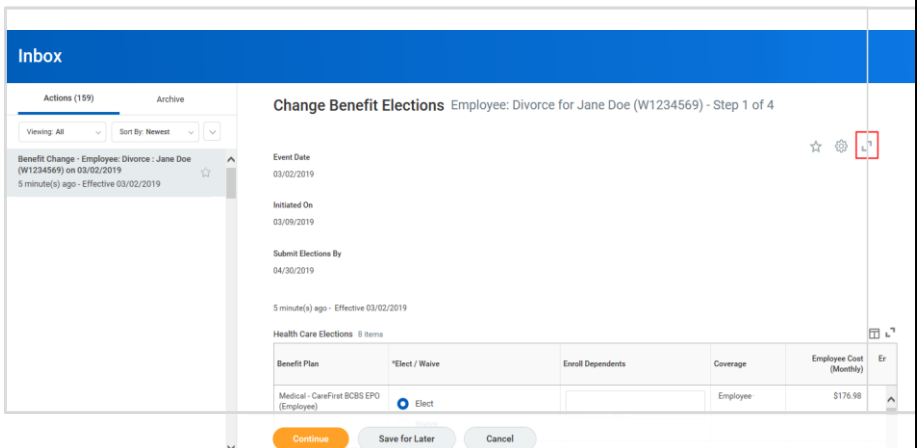 Inbox
Actions (159) Archive
Viewing: All Sort By: Newest
Benefit Change - Employee: Divorce : Jane Doe
(W1234569) on 03/02/2019
5 minute(s) ago - Effective 03/02/2019
Change Benefit Elections Employee: Divorce for Jane Doe (W1234569) - Step 1 of 4
Event Date
03/02/2019
Initiated On
03/09/2019
Submit Elections By
04/30/2019
5 minute(s) ago - Effective 03/02/2019
Health Care Elections 8 items
Benefit Plan *Elect / Waive Enroll Dependents Coverage Employee Cost Er
(Monthly)
Medical - CareFirst BCBS EPO Elect Employee $176.98
(Employee)
Continue Save for Later Cancel